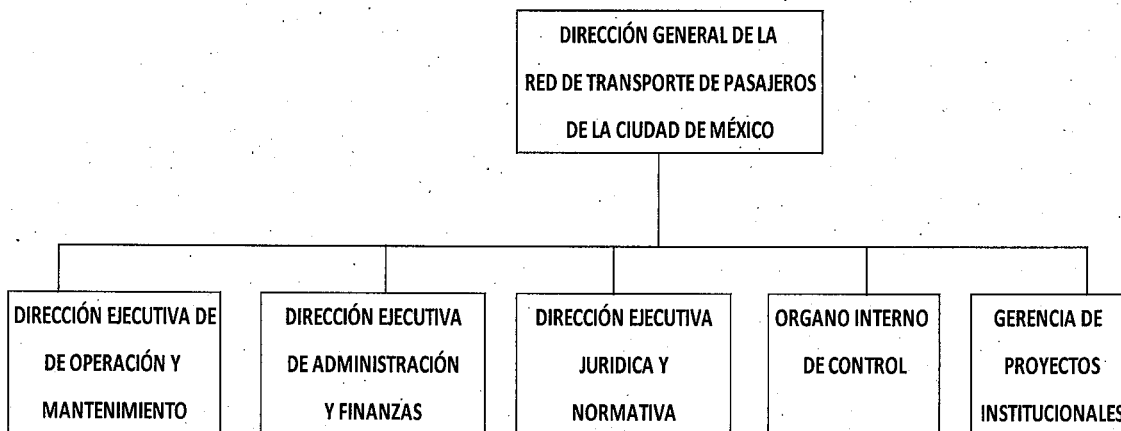 DIRECCIÓN GENERAL DE LA
RED DE TRANSPORTE DE PASAJEROS
DE LA CIUDAD DE MÉXICO
DIRECCIÓN EJECUTIVA DE
DE OPERACIÓN Y
MANTENIMIENTO
DIRECCIÓN EJECUTIVA
DE ADMINISTRACIÓN
Y FINANZAS
DIRECCIÓN EJECUTIVA
JURIDICA Y
NORMATIVA
ORGANO INTERNO
DE CONTROL
GERENCIA DE
PROYECTOS
INSTITUCIONALES